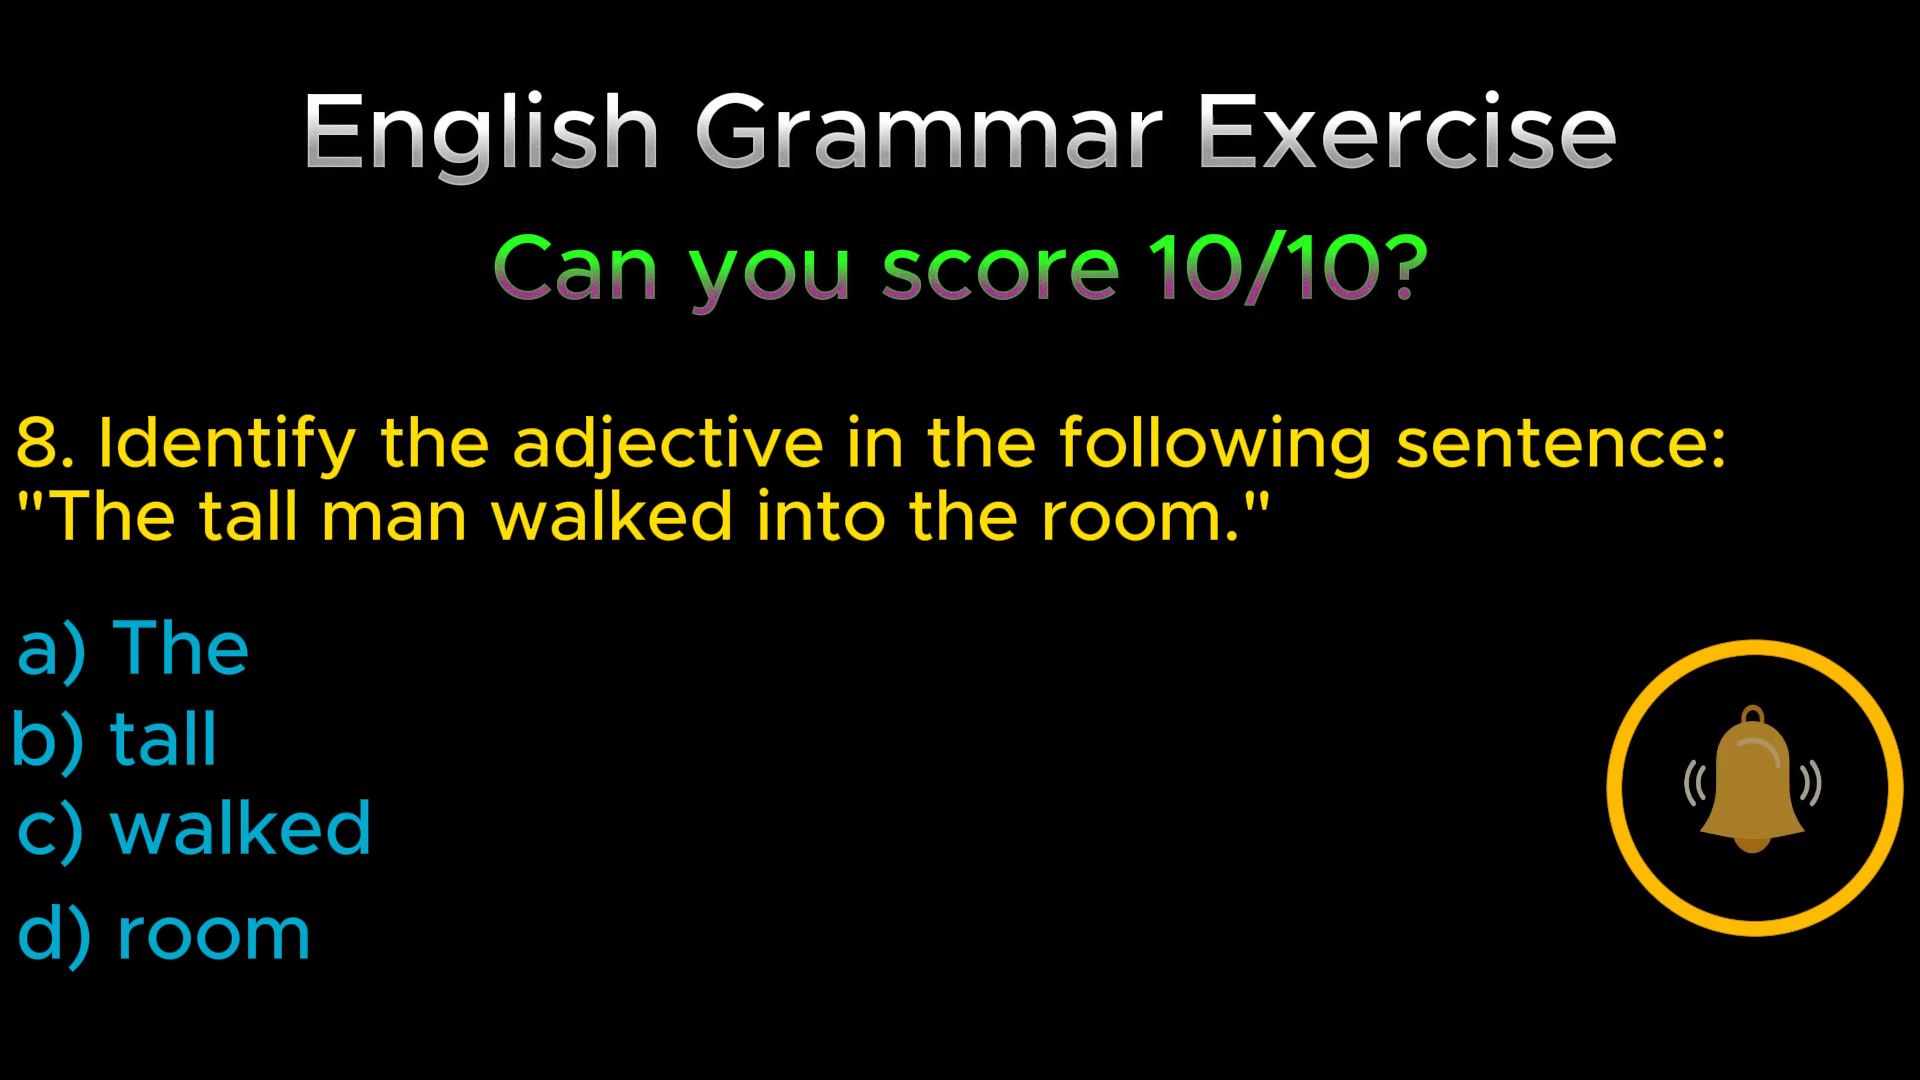 English Grammar Exercise
Can you score 10/10?
8. Identify the adjective in the following sentence:
"The tall man walked into the room."
a) The
b) tall
c) walked
d) room